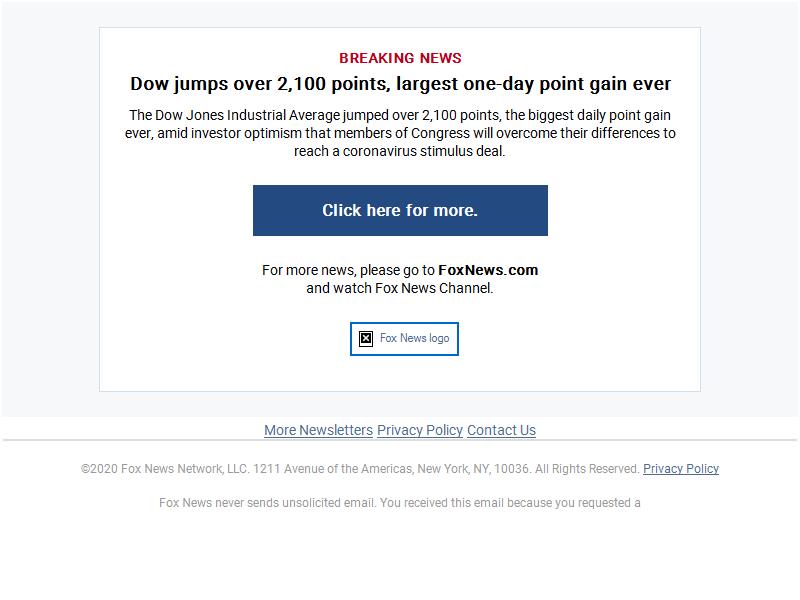 BREAKING NEWS
Dow jumps over 2,100 points, largest one-day point gain ever
The Dow Jones Industrial Average jumped over 2,100 points, the biggest daily point gain
ever, amid investor optimism that members of Congress will overcome their differences to
reach a coronavirus stimulus deal.
Click here for more.
For more news, please go to FoxNews.com
and watch Fox News Channel.
Fox News logo
More Newsletters Privacy Policy Contact Us
©2020 Fox News Network, LLC. 1211 Avenue of the Americas, New York, NY, 10036. All Rights Reserved. Privacy Policy
Fox News never sends unsolicited email. You received this email because you requested a